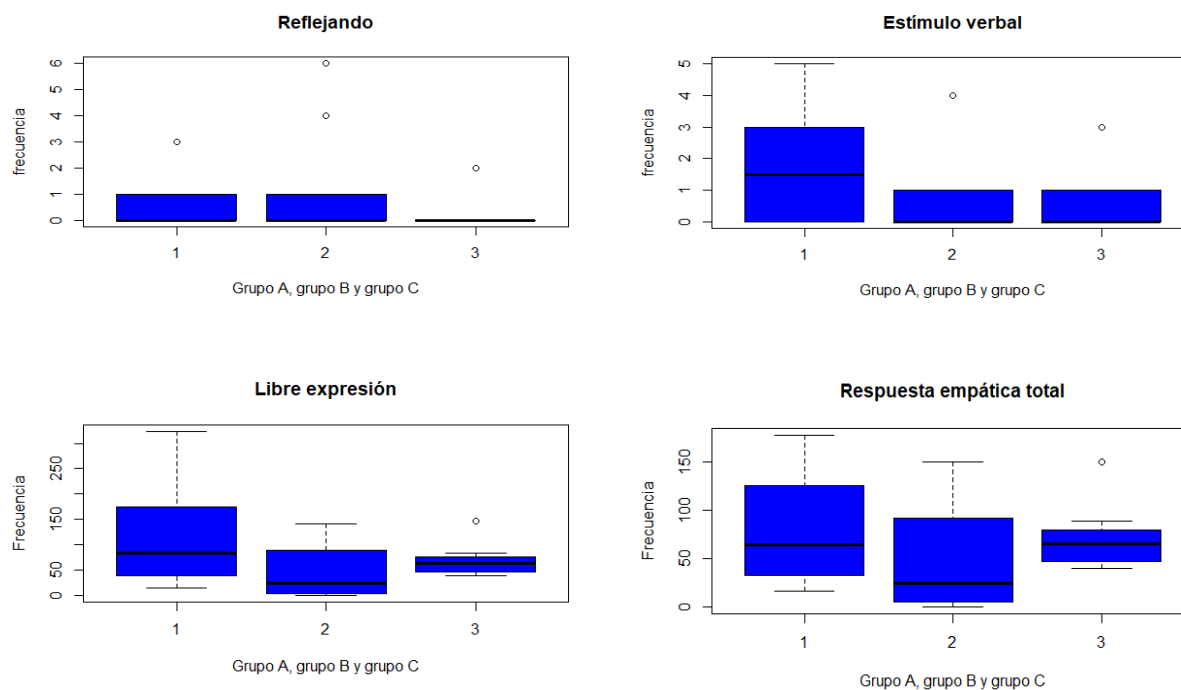 Reflejando
frecuencia
6
5
4
3
2
1
0
1 2 3
Grupo A, grupo B y grupo C
Estímulo verbal
frecuencia
5
4
3
2
1
0
1 2 3
Grupo A, grupo B y grupo C
Libre expresión
Frecuencia
250
150
50
0
1 2 3
Grupo A, grupo B y grupo C
Respuesta empática total
Frecuencia
150
100
50
0
1 2 3
Grupo A, grupo B y grupo C